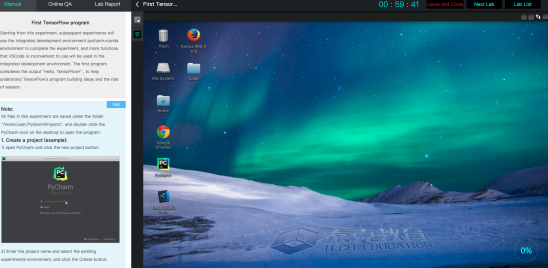 Manual
Online QA
Lab Report
First Tensor...
00 : 59 : 41
Leave and Close
Next Lab
Lab List
First TensorFlow program
Starting from this experiment, subsequent experiments will
use the integrated development environment pycharm+conda
environment to complete the experiment, and more functions
that VSCode is inconvenient to use will be used in the
integrated development environment. The first program
completes the output "Hello, TensorFlow!", to help
understand TensorFlow's program building ideas and the role
of session.
Step
Note:
All files in this experiment are saved under the folder
"/home/user/PycharmProjects", and double-click the
PyCharm icon on the desktop to open the program.
1. Create a project (example):
1) open PyCharm and click the new project button:
PC
PyCharm
2) Enter the project name and select the existing
experimental environment, and click the Create button.
Trash
File System
Code
Home
Google
Chrome
PC
Pycharm
TECH EDUCATION
0%